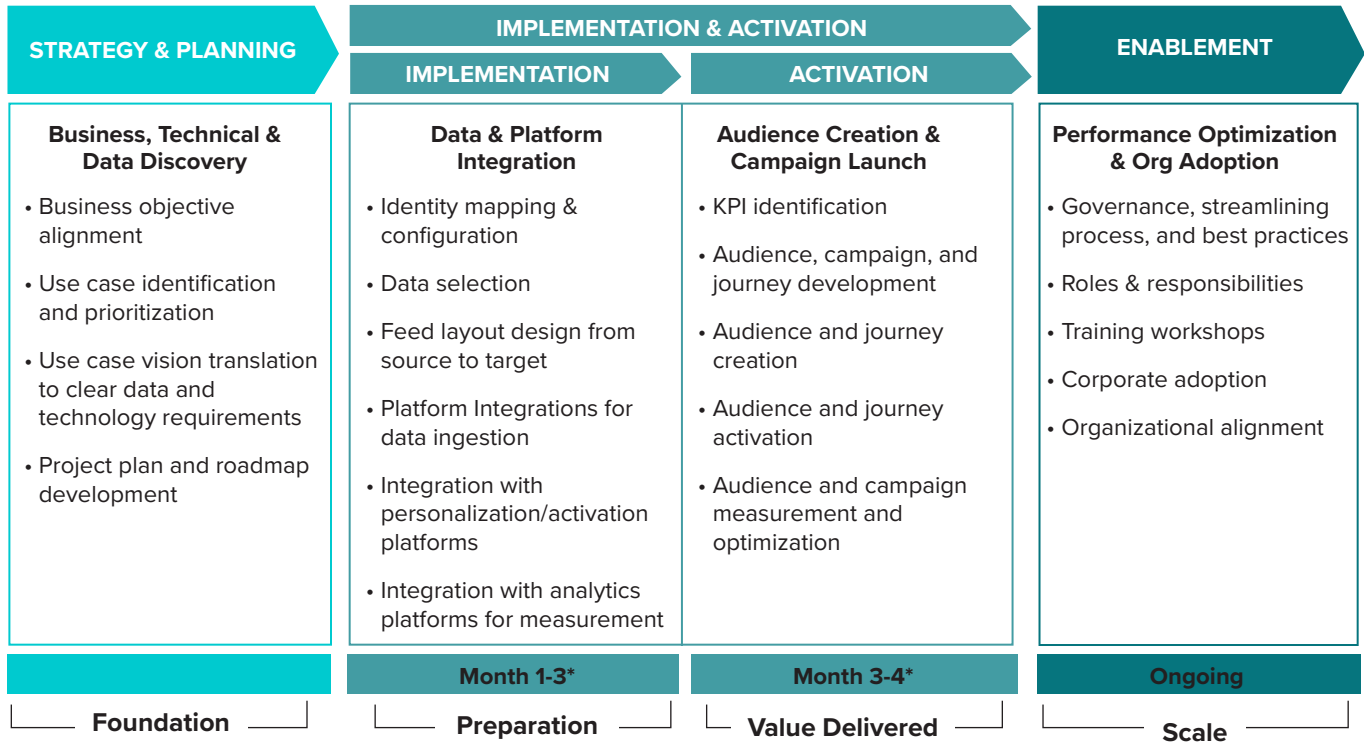 STRATEGY & PLANNING
IMPLEMENTATION & ACTIVATION
IMPLEMENTATION
ACTIVATION
ENABLEMENT
Business, Technical &
Data Discovery
• Business objective
alignment
• Use case identification
and prioritization
• Use case vision translation
to clear data and
technology requirements
• Project plan and roadmap
development
Data & Platform
Integration
• Identity mapping &
configuration
• Data selection
• Feed layout design from
source to target
• Platform Integrations for
data ingestion
• Integration with
personalization/activation
platforms
• Integration with analytics
platforms for measurement
Audience Creation &
Campaign Launch
• KPI identification
• Audience, campaign, and
journey development
• Audience and journey
creation
• Audience and journey
activation
• Audience and campaign
measurement and
optimization
Performance Optimization
& Org Adoption
• Governance, streamlining
process, and best practices
• Roles & responsibilities
• Training workshops
• Corporate adoption
• Organizational alignment
Month 1-3*
Month 3-4*
Ongoing
Foundation
Preparation
Value Delivered
Scale